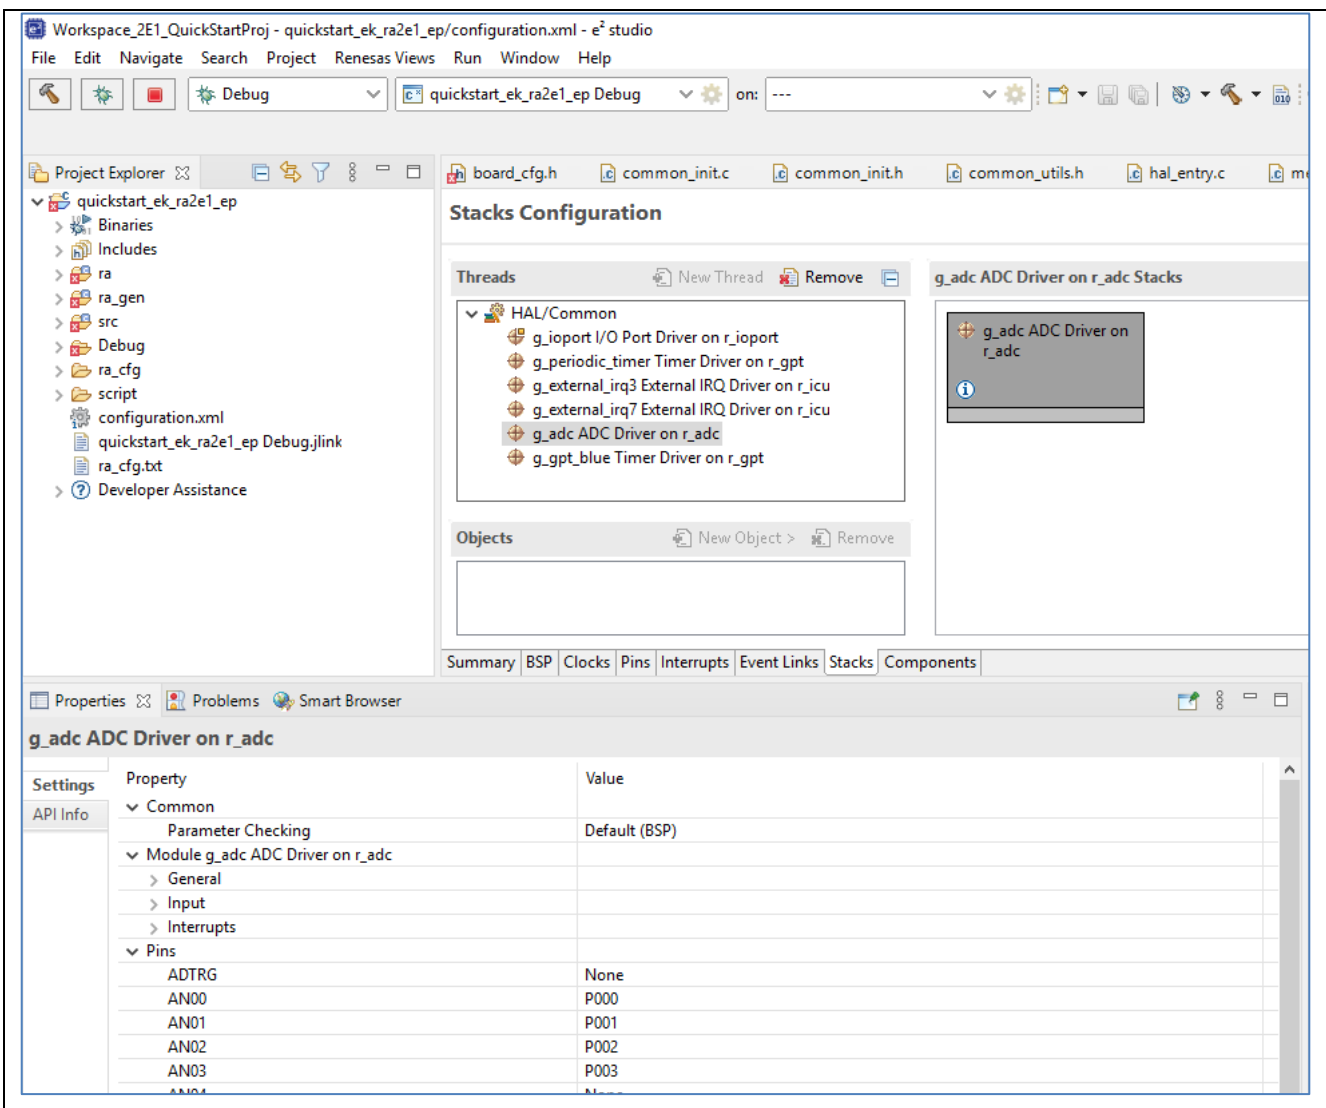 Workspace_2E1_QuickStartProj - quickstart_ek_ra2e1_ep/configuration.xml - e² studio
File Edit Navigate Search Project Renesas Views Run Window Help
Debug quickstart_ek_ra2e1_ep Debug on: ---
Project Explorer
board_cfg.h common_init.c common_init.h common_utils.h hal_entry.c
quickstart_ek_ra2e1_ep
Binaries
Includes
ra
ra_gen
src
Debug
ra_cfg
script
configuration.xml
quickstart_ek_ra2e1_ep Debug.jlink
ra_cfg.txt
Developer Assistance
Stacks Configuration
Threads New Thread Remove
HAL/Common
g_ioport I/O Port Driver on r_ioport
g_periodic_timer Timer Driver on r_gpt
g_external_irq3 External IRQ Driver on r_icu
g_external_irq7 External IRQ Driver on r_icu
g_adc ADC Driver on r_adc
g_gpt_blue Timer Driver on r_gpt
Objects New Object > Remove
g_adc ADC Driver on r_adc Stacks
g_adc ADC Driver on
r_adc
Summary BSP Clocks Pins Interrupts Event Links Stacks Components
Properties Problems Smart Browser
g_adc ADC Driver on r_adc
Settings
API Info
Property Value
Common
Parameter Checking Default (BSP)
Module g_adc ADC Driver on r_adc
General
Input
Interrupts
Pins
ADTRG None
AN00 P000
AN01 P001
AN02 P002
AN03 P003